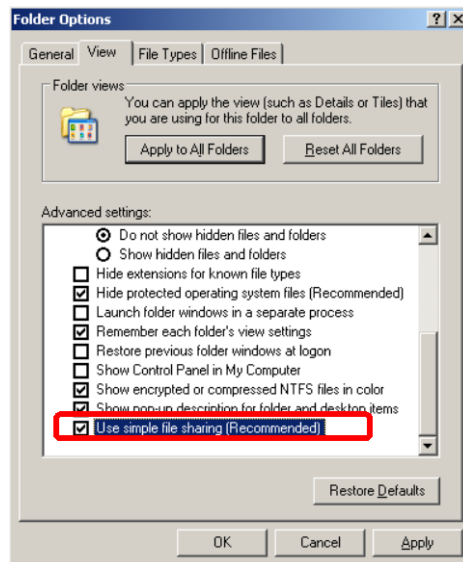 Folder Options
General View File Types Offline Files
Folder views
You can apply the view (such as Details or Tiles) that
you are using for this folder to all folders.
Apply to All Folders Reset All Folders
Advanced settings:
Do not show hidden files and folders
Show hidden files and folders
Hide extensions for known file types
Hide protected operating system files (Recommended)
Launch folder windows in a separate process
Remember each folder's view settings
Restore previous folder windows at logon
Show Control Panel in My Computer
Show encrypted or compressed NTFS files in color
Show pop-up description for folder and desktop items
Use simple file sharing (Recommended)
Restore Defaults
OK Cancel Apply